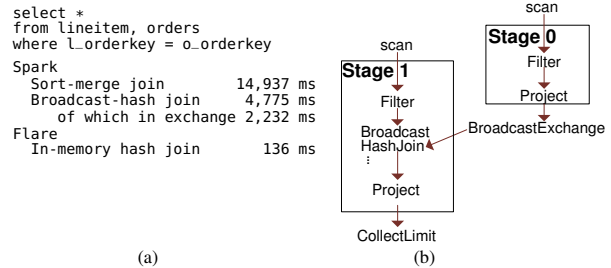 select *
from lineitem, orders
where l_orderkey = o_orderkey
Spark
Sort-merge join 14,937 ms
Broadcast-hash join 4,775 ms
of which in exchange 2,232 ms
Flare
In-memory hash join 136 ms
(a)
scan
Stage 0
Filter
Project
BroadcastExchange
scan
Stage 1
Filter
Broadcast
HashJoin
...
Project
CollectLimit
(b)